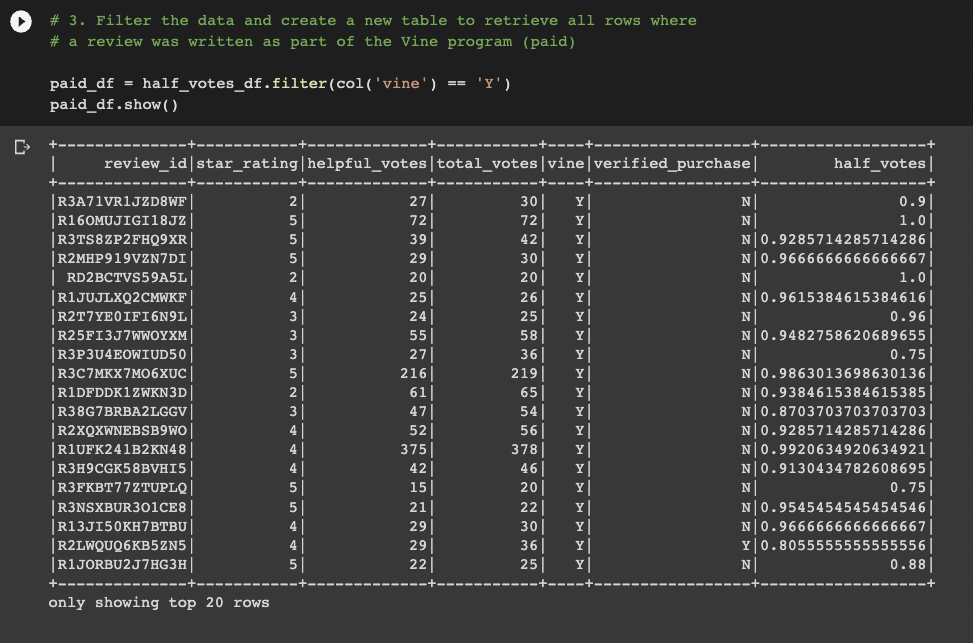 # 3. Filter the data and create a new table to retrieve all rows where
# a review was written as part of the Vine program (paid)
paid_df = half_votes_df.filter(col('vine') == 'Y')
paid_df.show()
+--------------+-----------+-------------+-----------+----+-----------------+------------------+
|     review_id|star_rating|helpful_votes|total_votes|vine|verified_purchase|        half_votes|
+--------------+-----------+-------------+-----------+----+-----------------+------------------+
|R3A71VR1JZD8WF|          2|           27|         30|   Y|                N|               0.9|
|R16OMUJIGI18JZ|          5|           72|         72|   Y|                N|               1.0|
|R3TS8ZP2FHQ9XR|          5|           39|         42|   Y|                N|0.9285714285714286|
|R2MHP919VZN7DI|          5|           29|         30|   Y|                N|0.9666666666666667|
| RD2BCTVS59A5L|          2|           20|         20|   Y|                N|               1.0|
|R1JUJLXQ2CMWKF|          4|           25|         26|   Y|                N|0.9615384615384616|
|R2T7YE0IFI6N9L|          3|           24|         25|   Y|                N|              0.96|
|R25FI3J7WWOYXM|          3|           55|         58|   Y|                N|0.9482758620689655|
|R3P3U4EOWIUD50|          3|           27|         36|   Y|                N|              0.75|
|R3C7MKX7MO6XUC|          5|          216|        219|   Y|                N|0.9863013698630136|
|R1DFDDK1ZWKN3D|          2|           61|         65|   Y|                N|0.9384615384615385|
|R38G7BRBA2LGGV|          3|           47|         54|   Y|                N|0.8703703703703703|
|R2XQXWNEBSB9WO|          4|           52|         56|   Y|                N|0.9285714285714286|
|R1UFK241B2KN48|          4|          375|        378|   Y|                N|0.9920634920634921|
|R3H9CGK58BVHI5|          4|           42|         46|   Y|                N|0.9130434782608695|
|R3FKBT77ZTUPLQ|          5|           15|         20|   Y|                N|              0.75|
|R3NSXBUR3O1CE8|          5|           21|         22|   Y|                N|0.9545454545454546|
|R13JI50KH7BTBU|          4|           29|         30|   Y|                N|0.9666666666666667|
|R2LWQUQ6KB5ZN5|          4|           29|         36|   Y|                Y|0.8055555555555556|
|R1JORBU2J7HG3H|          5|           22|         25|   Y|                N|              0.88|
+--------------+-----------+-------------+-----------+----+-----------------+------------------+
only showing top 20 rows